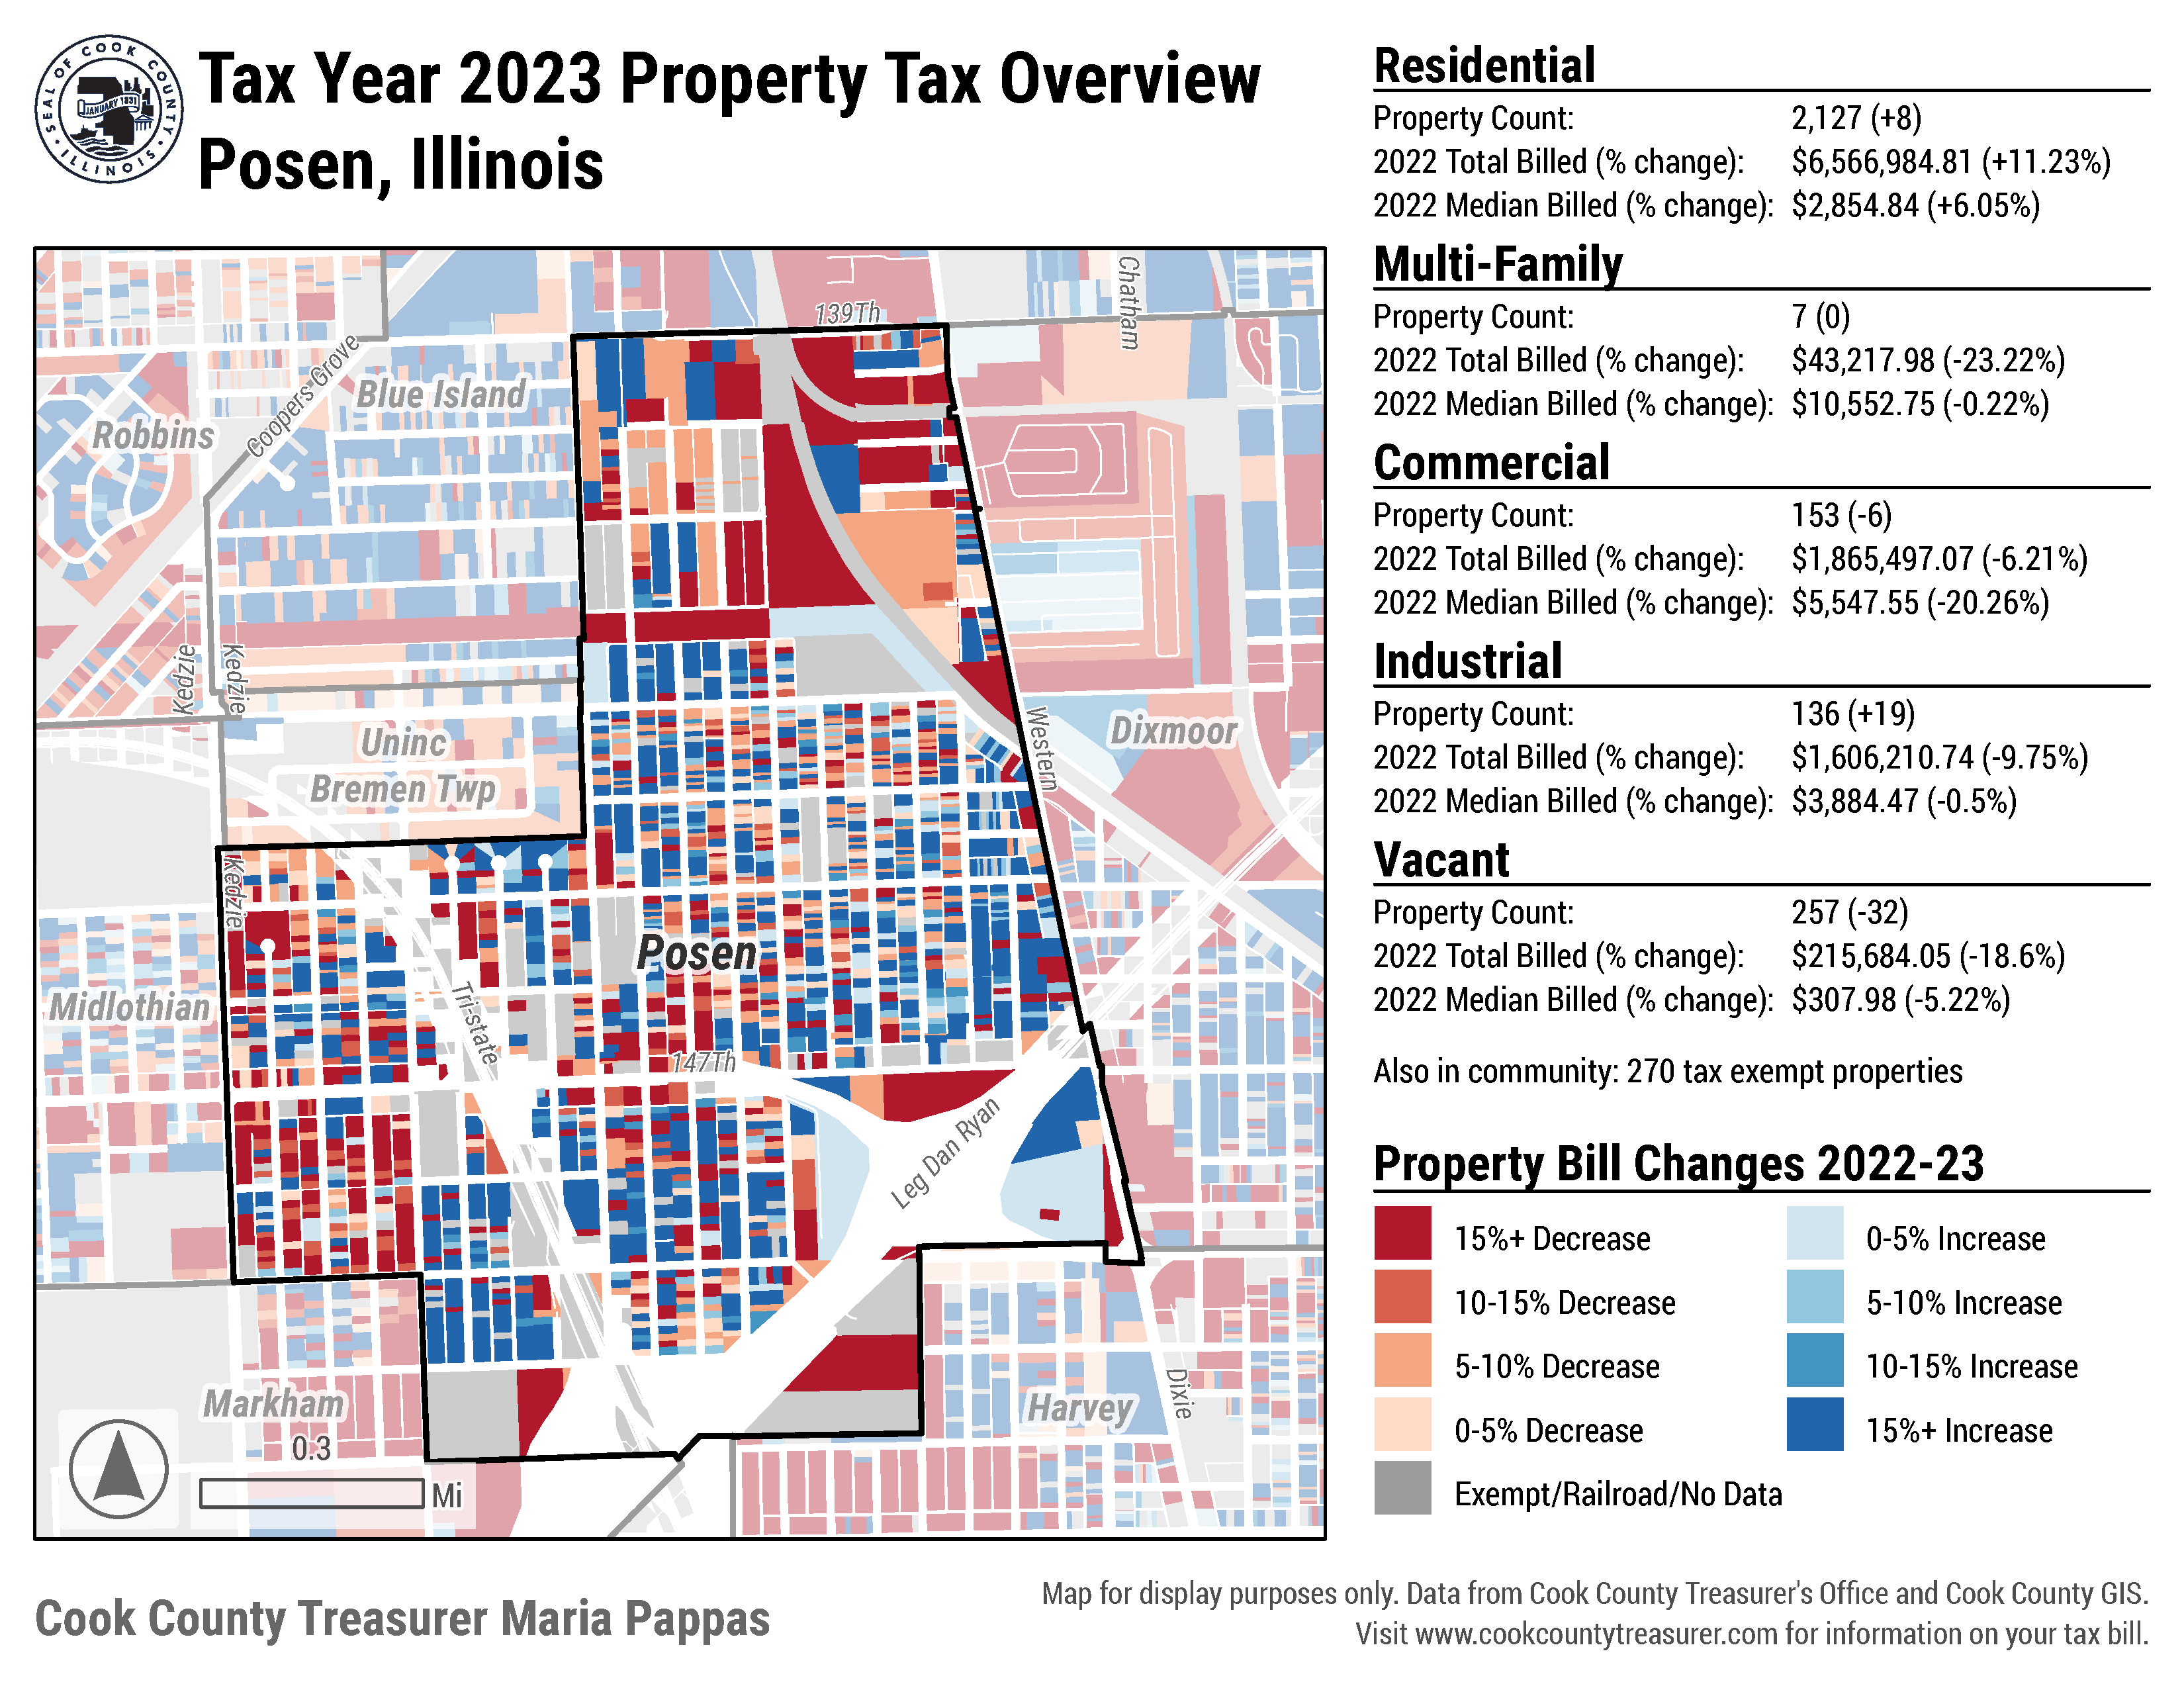 SEAL OF COOK COUNTY
ILLINOIS
JANUARY 1831
Tax Year 2023 Property Tax Overview
Posen, Illinois
139Th
Chatham
Coopers Grove
Blue Island
Robbins
Kedzie
Kedzie
Western
Dixmoor
Uninc
Bremen Twp
Kedzie
Posen
Midlothian
Tri-state
147Th
Leg Dan Ryan
Markham
Harvey
Dixie
0.3
Mi
Residential
Property Count: 2,127 (+8)
2022 Total Billed (% change): $6,566,984.81 (+11.23%)
2022 Median Billed (% change): $2,854.84 (+6.05%)
Multi-Family
Property Count: 7 (0)
2022 Total Billed (% change): $43,217.98 (-23.22%)
2022 Median Billed (% change): $10,552.75 (-0.22%)
Commercial
Property Count: 153 (-6)
2022 Total Billed (% change): $1,865,497.07 (-6.21%)
2022 Median Billed (% change): $5,547.55 (-20.26%)
Industrial
Property Count: 136 (+19)
2022 Total Billed (% change): $1,606,210.74 (-9.75%)
2022 Median Billed (% change): $3,884.47 (-0.5%)
Vacant
Property Count: 257 (-32)
2022 Total Billed (% change): $215,684.05 (-18.6%)
2022 Median Billed (% change): $307.98 (-5.22%)
Also in community: 270 tax exempt properties
Property Bill Changes 2022-23
15%+ Decrease
0-5% Increase
10-15% Decrease
5-10% Increase
5-10% Decrease
10-15% Increase
0-5% Decrease
15%+ Increase
Exempt/Railroad/No Data
Cook County Treasurer Maria Pappas
Map for display purposes only. Data from Cook County Treasurer's Office and Cook County GIS.
Visit www.cookcountytreasurer.com for information on your tax bill.